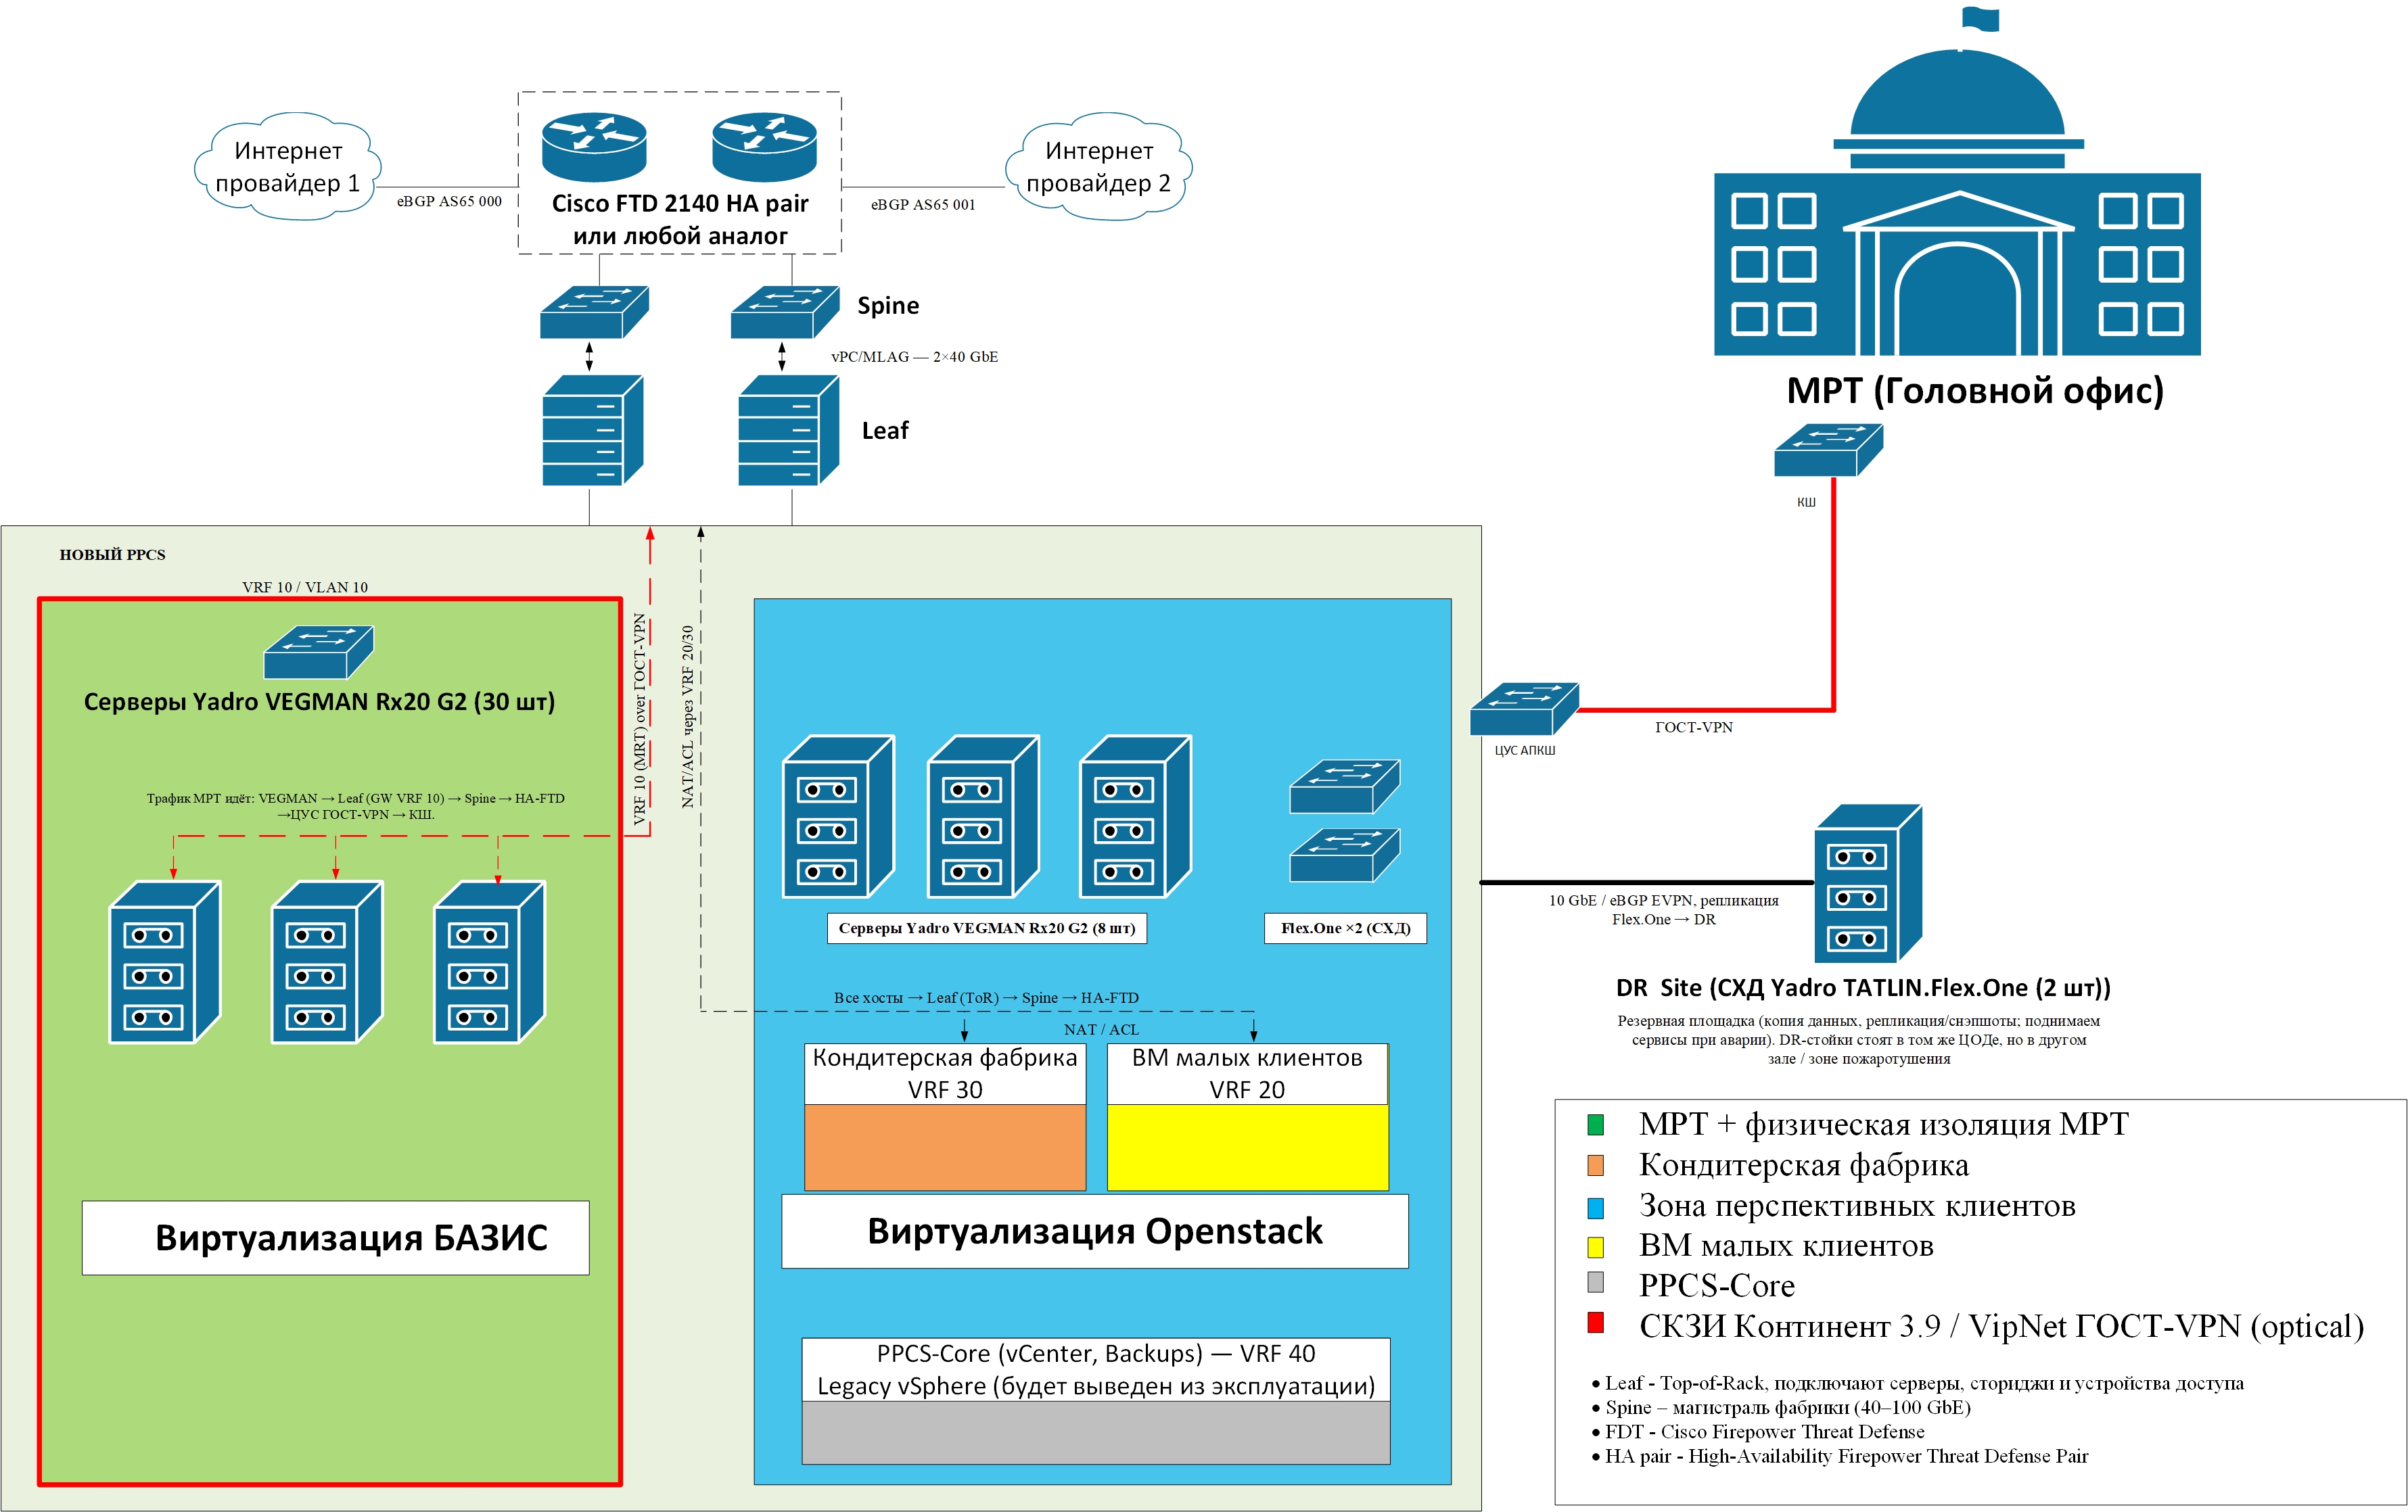 Интернет
провайдер 1
eBGP AS65 000
Cisco FTD 2140 HA pair
или любой аналог
Интернет
провайдер 2
eBGP AS65 001
Spine
vPC/MLAG — 2×40 GbE
Leaf
МРТ (Головной офис)
КШ
ГОСТ-VPN
ЦУС АПКШ
НОВЫЙ PPCS
VRF 10 / VLAN 10
Серверы Yadro VEGMAN Rx20 G2 (30 шт)
Трафик МРТ идёт: VEGMAN → Leaf (GW VRF 10) → Spine → HA-FTD
→ЦУС ГОСТ-VPN → КШ.
VRF 10 (MRT) over ГОСТ-VPN
NAT/ACL через VRF 20/30
Виртуализация БАЗИС
Серверы Yadro VEGMAN Rx20 G2 (8 шт)
Flex.One ×2 (СХД)
Все хосты → Leaf (ToR) → Spine → HA-FTD
NAT / ACL
Кондитерская фабрика
VRF 30
ВМ малых клиентов
VRF 20
Виртуализация Openstack
PPCS-Core (vCenter, Backups) — VRF 40
Legacy vSphere (будет выведен из эксплуатации)
10 GbE / eBGP EVPN, репликация
Flex.One → DR
DR  Site (СХД Yadro TATLIN.Flex.One (2 шт))
Резервная площадка (копия данных, репликация/снэпшоты; поднимаем
сервисы при аварии). DR-стойки стоят в том же ЦОДе, но в другом
зале / зоне пожаротушения
МРТ + физическая изоляция МРТ
Кондитерская фабрика
Зона перспективных клиентов
ВМ малых клиентов
PPCS-Core
СКЗИ Континент 3.9 / VipNet ГОСТ-VPN (optical)
● Leaf - Top-of-Rack, подключают серверы, сториджи и устройства доступа
● Spine – магистраль фабрики (40–100 GbE)
● FDT - Cisco Firepower Threat Defense
● HA pair - High-Availability Firepower Threat Defense Pair